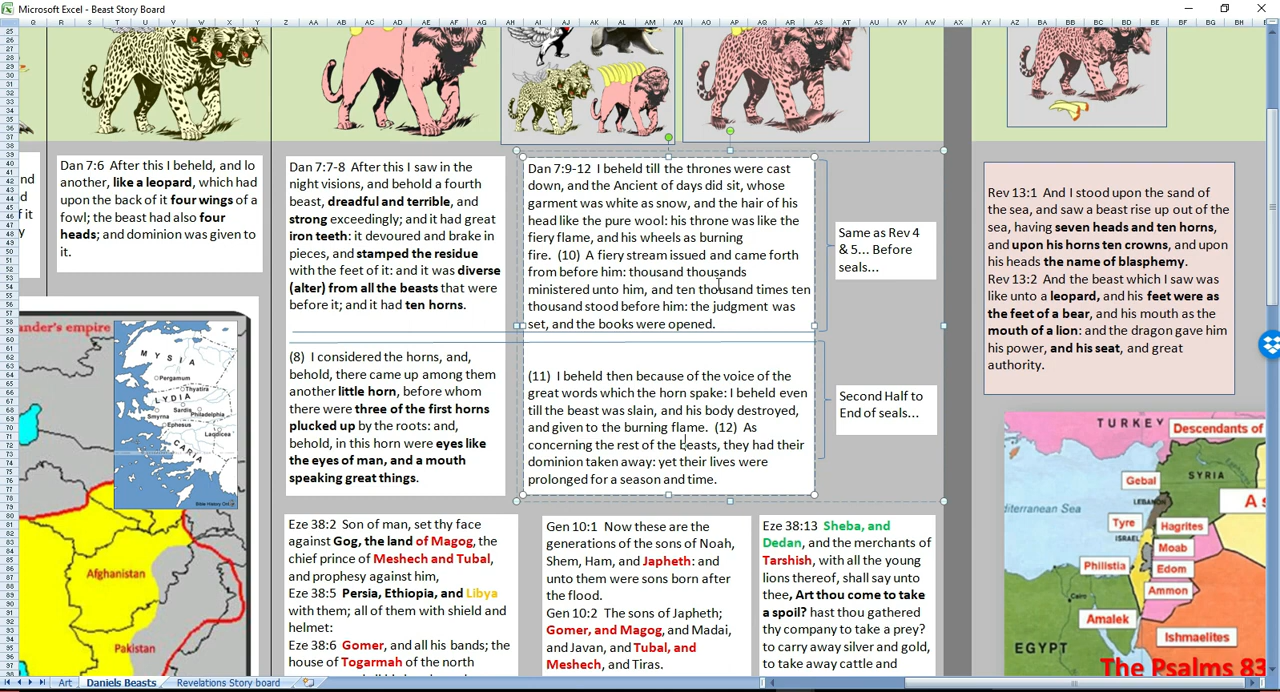 Microsoft Excel - Beast Story Board
Dan 7:6  After this I beheld, and lo
another, like a leopard, which had
upon the back of it four wings of a
fowl; the beast had also four
heads; and dominion was given to
it.
Dan 7:7-8  After this I saw in the
night visions, and behold a fourth
beast, dreadful and terrible, and
strong exceedingly; and it had great
iron teeth: it devoured and brake in
pieces, and stamped the residue
with the feet of it: and it was diverse
(alter) from all the beasts that were
before it; and it had ten horns.
(8)  I considered the horns, and,
behold, there came up among them
another little horn, before whom
there were three of the first horns
plucked up by the roots: and,
behold, in this horn were eyes like
the eyes of man, and a mouth
speaking great things.
Dan 7:9-12  I beheld till the thrones were cast
down, and the Ancient of days did sit, whose
garment was white as snow, and the hair of his
head like the pure wool: his throne was like the
fiery flame, and his wheels as burning
fire.  (10)  A fiery stream issued and came forth
from before him: thousand thousands
ministered unto him, and ten thousand times ten
thousand stood before him: the judgment was
set, and the books were opened.
(11)  I beheld then because of the voice of the
great words which the horn spake: I beheld even
till the beast was slain, and his body destroyed,
and given to the burning flame.  (12)  As
concerning the rest of the beasts, they had their
dominion taken away: yet their lives were
prolonged for a season and time.
Same as Rev 4
& 5... Before
seals...
Second Half to
End of seals...
Rev 13:1  And I stood upon the sand of
the sea, and saw a beast rise up out of the
sea, having seven heads and ten horns,
and upon his horns ten crowns, and upon
his heads the name of blasphemy.
Rev 13:2  And the beast which I saw was
like unto a leopard, and his feet were as
the feet of a bear, and his mouth as the
mouth of a lion: and the dragon gave him
his power, and his seat, and great
authority.
ander's empire
MYSIA
Pergamum
Thyatira
LYDIA
Sardis
Smyrna
Philadelphia
Ephesus
Laodicea
CARIA
Afghanistan
Pakistan
Eze 38:2  Son of man, set thy face
against Gog, the land of Magog, the
chief prince of Meshech and Tubal,
and prophesy against him,
Eze 38:5  Persia, Ethiopia, and Libya
with them; all of them with shield and
helmet:
Eze 38:6  Gomer, and all his bands; the
house of Togarmah of the north
Gen 10:1  Now these are the
generations of the sons of Noah,
Shem, Ham, and Japheth: and
unto them were sons born after
the flood.
Gen 10:2  The sons of Japheth;
Gomer, and Magog, and Madai,
and Javan, and Tubal, and
Meshech, and Tiras.
Eze 38:13  Sheba, and
Dedan, and the merchants of
Tarshish, with all the young
lions thereof, shall say unto
thee, Art thou come to take
a spoil? hast thou gathered
thy company to take a prey?
to carry away silver and gold,
to take away cattle and
TURKEY
Descendants of
Gebal
SYRIA
LEBANON
diterranean Sea
Tyre
Hagrites
ISRAEL
Moab
Philistia
Edom
Ammon
Cairo
Amalek
EGYPT
Ishmaelites
The Psalms 83
Art
Daniels Beasts
Revelations Story board